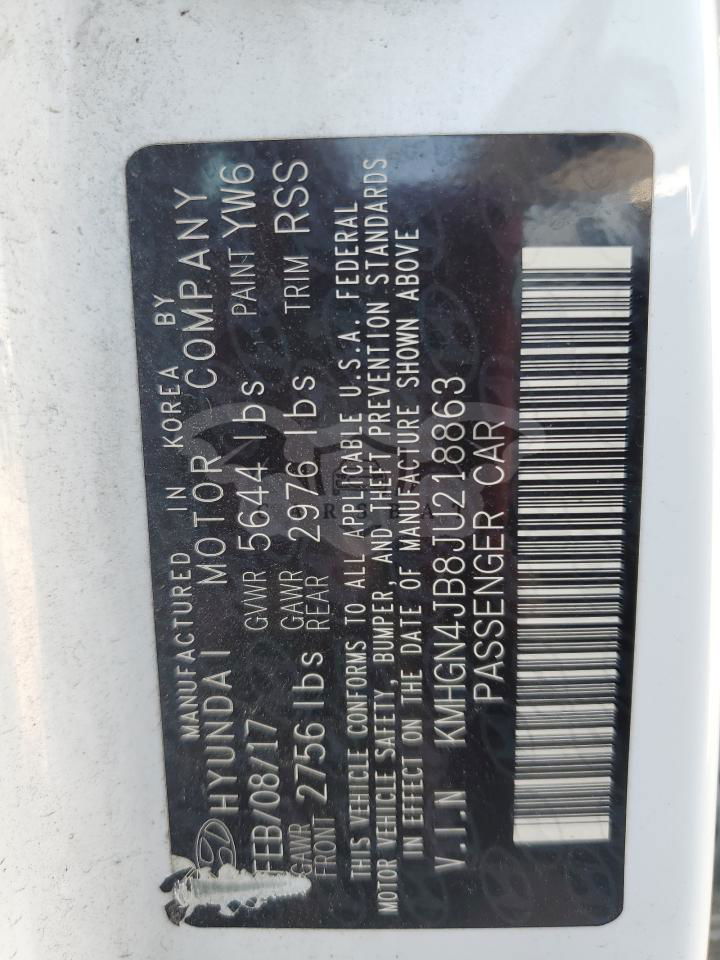 MANUFACTURED IN KOREA BY
HYUNDAI MOTOR COMPANY
FEB/08/17 GVWR 5644 lbs PAINT YW6
GAWR FRONT 2756 lbs GAWR REAR 2976 lbs TRIM RSS
THIS VEHICLE CONFORMS TO ALL APPLICABLE U.S.A. FEDERAL
MOTOR VEHICLE SAFETY, BUMPER, AND THEFT PREVENTION STANDARDS
IN EFFECT ON THE DATE OF MANUFACTURE SHOWN ABOVE
V.I.N KMHGN4JB8JU218863
PASSENGER CAR